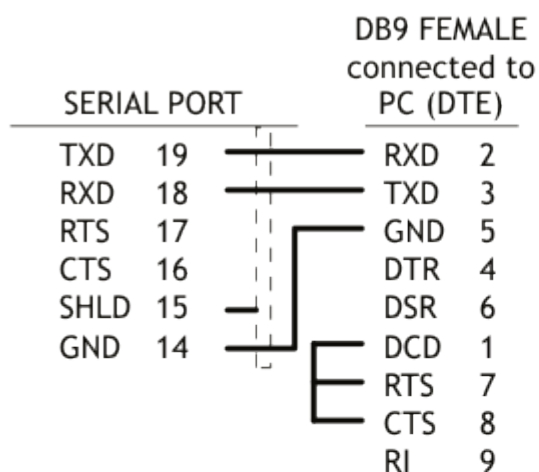 DB9 FEMALE
connected to
SERIAL PORT PC (DTE)
TXD 19 RXD 2
RXD 18 TXD 3
RTS 17 GND 5
CTS 16 DTR 4
SHLD 15 DSR 6
GND 14 DCD 1
RTS 7
CTS 8
RI 9